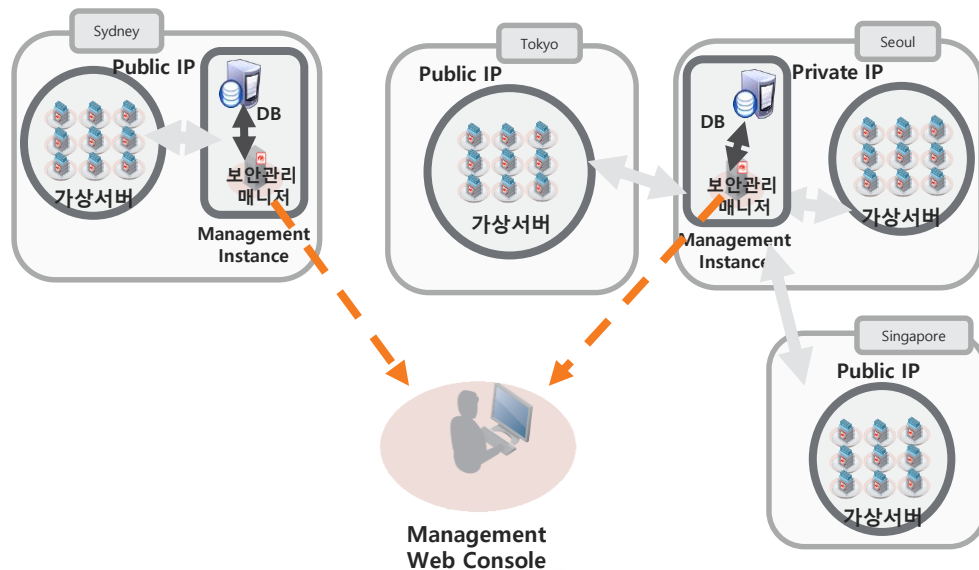 Sydney
Public IP
DB
가상서버
보안관리
매니저
Management
Instance
Tokyo
Public IP
가상서버
Seoul
Private IP
DB
보안관리
매니저
Management
Instance
가상서버
Singapore
Public IP
가상서버
Management
Web Console